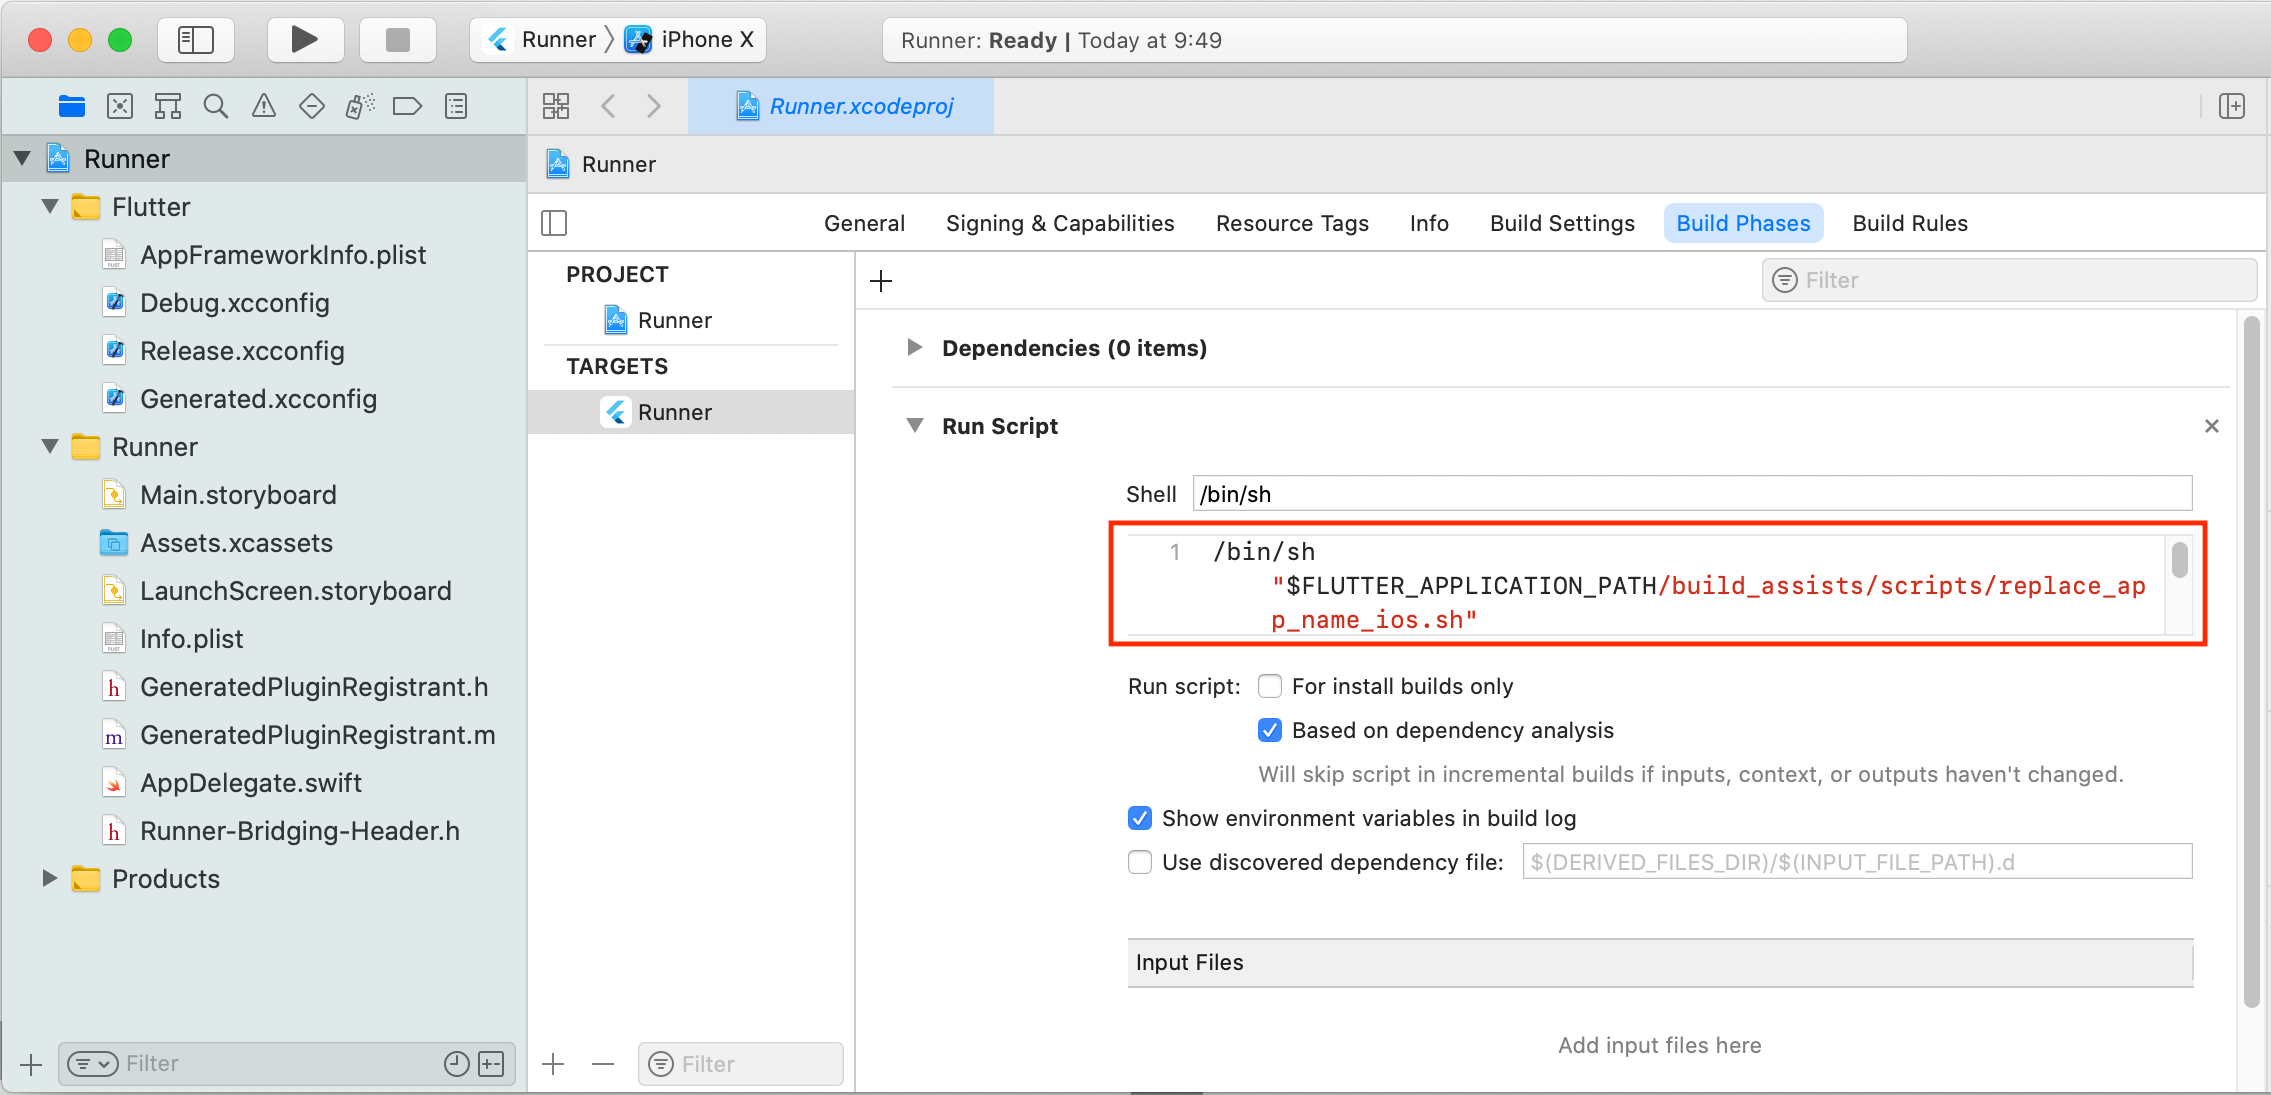 Runner iPhone X
Runner: Ready | Today at 9:49
Runner.xcodeproj
Runner
Flutter
AppFrameworkInfo.plist
Debug.xcconfig
Release.xcconfig
Generated.xcconfig
Runner
Main.storyboard
Assets.xcassets
LaunchScreen.storyboard
Info.plist
GeneratedPluginRegistrant.h
GeneratedPluginRegistrant.m
AppDelegate.swift
Runner-Bridging-Header.h
Products
Filter
Runner
General Signing & Capabilities Resource Tags Info Build Settings Build Phases Build Rules
PROJECT
Runner
TARGETS
Runner
Filter
Filter
Dependencies (0 items)
Run Script
Shell /bin/sh
1 /bin/sh
"$FLUTTER_APPLICATION_PATH/build_assists/scripts/replace_ap
p_name_ios.sh"
Run script: For install builds only
Based on dependency analysis
Will skip script in incremental builds if inputs, context, or outputs haven't changed.
Show environment variables in build log
Use discovered dependency file: $(DERIVED_FILES_DIR)/$(INPUT_FILE_PATH).d
Input Files
Add input files here